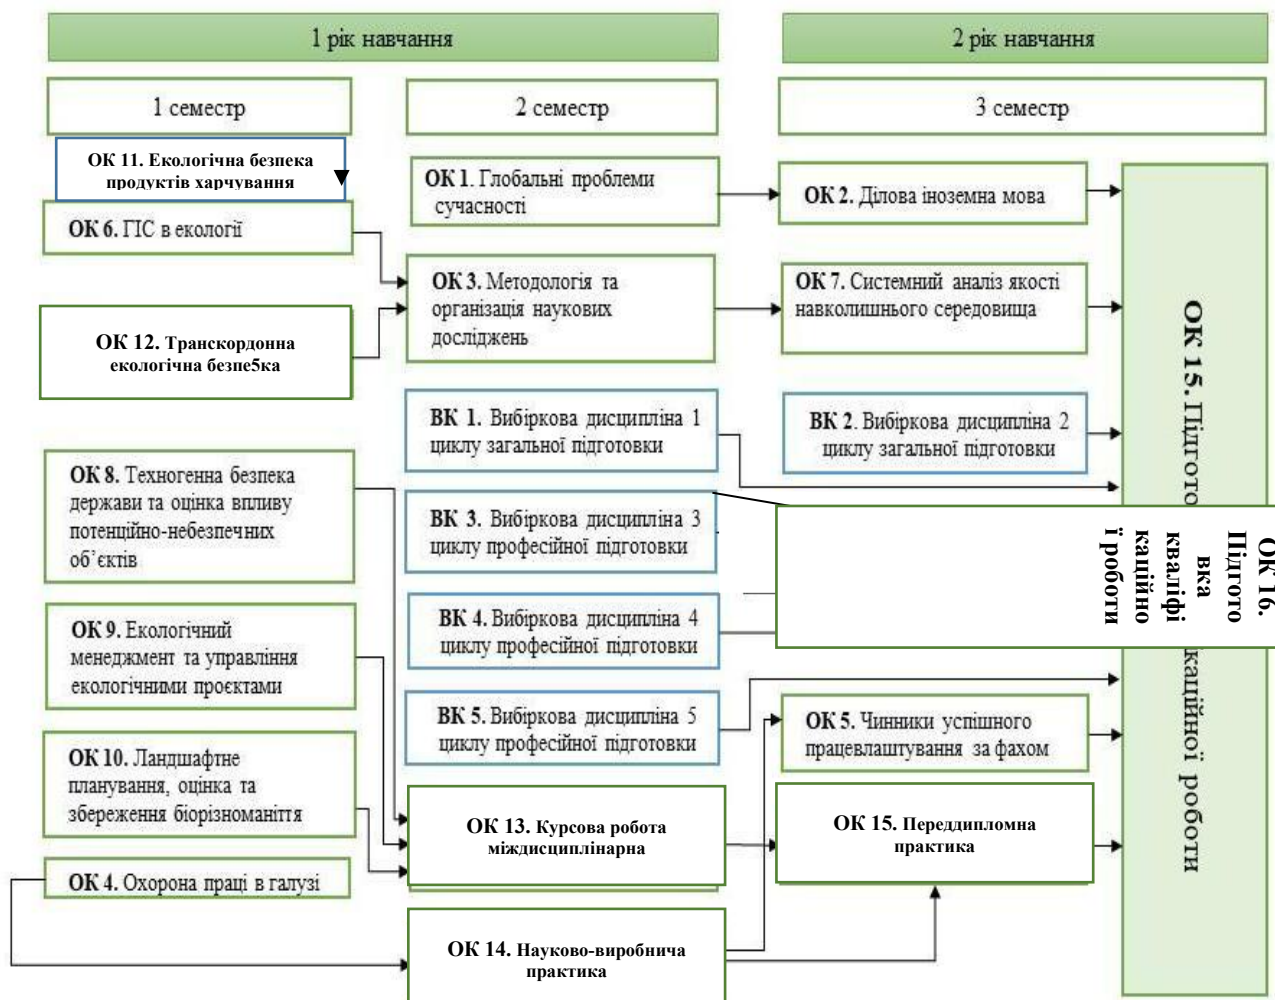 1 рік навчання
2 рік навчання
1 семестр
2 семестр
3 семестр
ОК 11. Екологічна безпека
продуктів харчування
ОК 6. ГІС в екології
ОК 12. Транскордонна
екологічна безпе5ка
ОК 8. Техногенна безпека
держави та оцінка впливу
потенційно-небезпечних
об’єктів
ОК 9. Екологічний
менеджмент та управління
екологічними проєктами
ОК 10. Ландшафтне
планування, оцінка та
збереження біорізноманіття
ОК 4. Охорона праці в галузі
ОК 1. Глобальні проблеми
сучасності
ОК 3. Методологія та
організація наукових
досліджень
ВК 1. Вибіркова дисципліна 1
циклу загальної підготовки
ВК 3. Вибіркова дисципліна 3
циклу професійної підготовки
ВК 4. Вибіркова дисципліна 4
циклу професійної підготовки
ВК 5. Вибіркова дисципліна 5
циклу професійної підготовки
ОК 13. Курсова робота
міждисциплінарна
ОК 14. Науково-виробнича
практика
ОК 2. Ділова іноземна мова
ОК 7. Системний аналіз якості
навколишнього середовища
ВК 2. Вибіркова дисципліна 2
циклу загальної підготовки
ОК 16.
Підгото
вка
кваліфі
каційно
ї роботи
ОК 5. Чинники успішного
працевлаштування за фахом
ОК 15. Переддипломна
практика
ОК 15. Підгото
каційної роботи